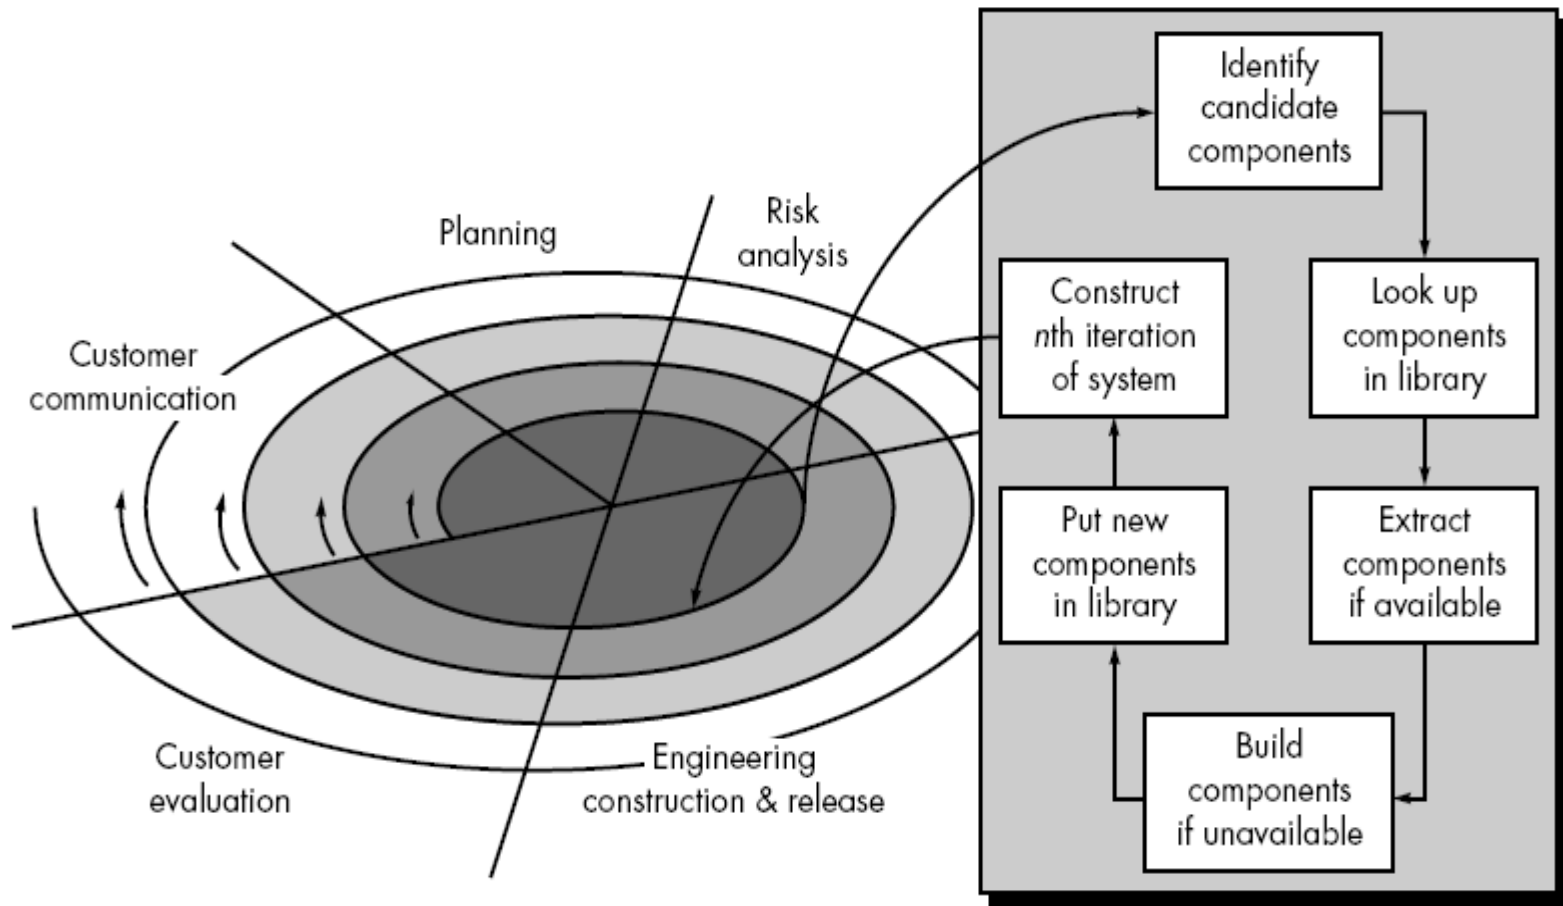 Planning
Risk
analysis
Customer
communication
Customer
evaluation
Engineering
construction & release
Identify
candidate
components
Look up
components
in library
Extract
components
if available
Build
components
if unavailable
Put new
components
in library
Construct
nth iteration
of system